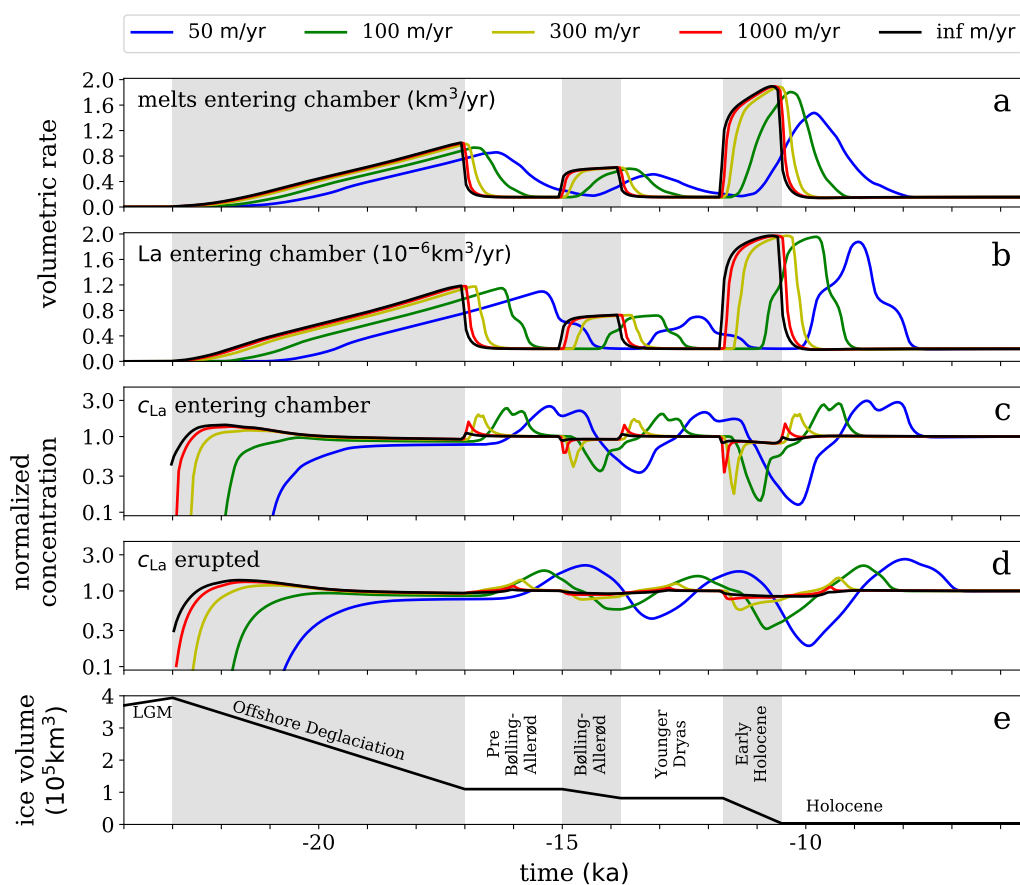 50 m/yr 100 m/yr 300 m/yr 1000 m/yr inf m/yr
volumetric rate
melts entering chamber (km³/yr)
a
2.0
1.6
1.2
0.8
0.4
0.0
La entering chamber (10⁻⁶km³/yr)
b
2.0
1.6
1.2
0.8
0.4
0.0
normalized
concentration
c_La entering chamber
c
3.0
1.0
0.3
0.1
c_La erupted
d
3.0
1.0
0.3
0.1
ice volume
(10⁵km³)
e
4
3
2
1
0
LGM
Offshore Deglaciation
Pre
Bølling-
Allerød
Bølling-
Allerød
Younger
Dryas
Early
Holocene
Holocene
-20 -15 -10
time (ka)